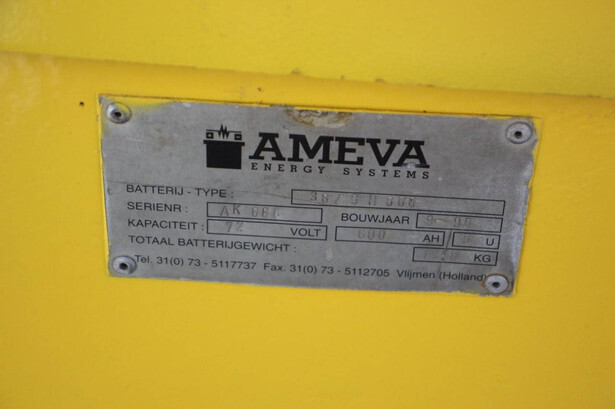 AMEVA
ENERGY SYSTEMS
BATTERIJ - TYPE :
SERIENR : AK BOUWJAAR
KAPACITEIT : 72 VOLT 600 AH U
TOTAAL BATTERIJGEWICHT : KG
Tel. 31(0) 73 - 5117737 Fax. 31(0) 73 - 5112705 Vlijmen (Holland)